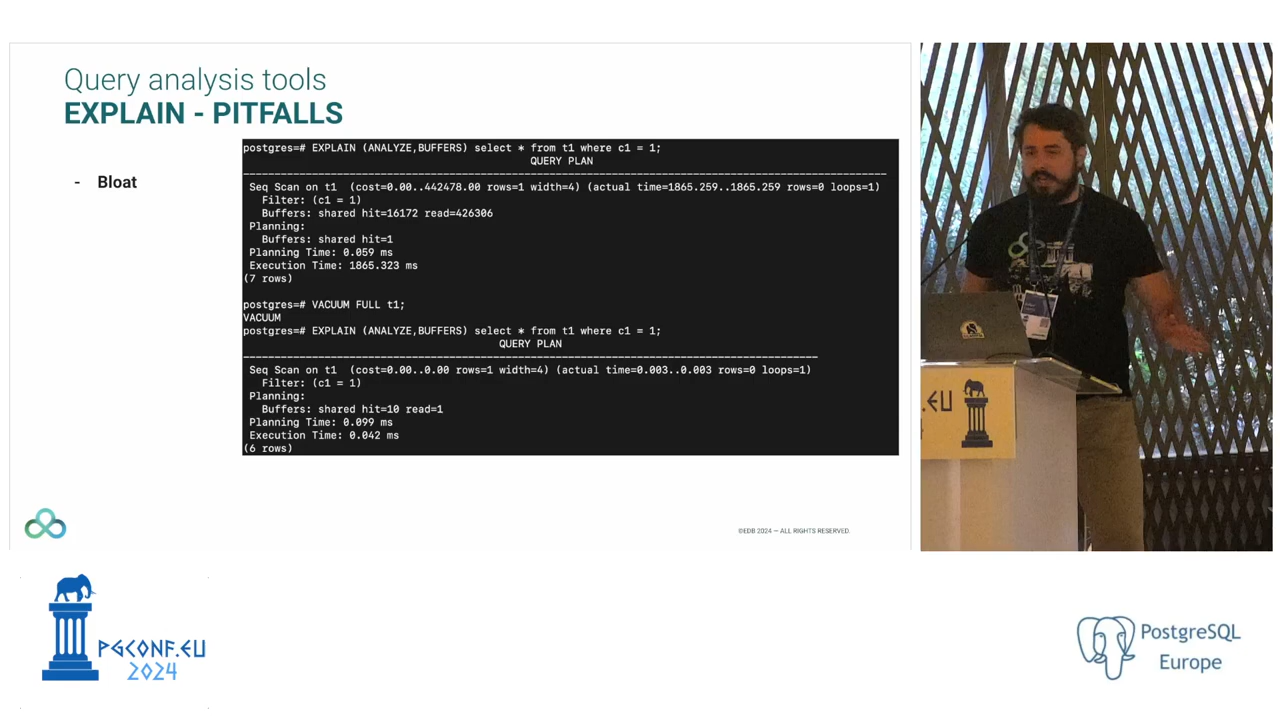 Query analysis tools
EXPLAIN - PITFALLS
- Bloat
postgres=# EXPLAIN (ANALYZE,BUFFERS) select * from t1 where c1 = 1;
QUERY PLAN
Seq Scan on t1 (cost=0.00..442478.00 rows=1 width=4) (actual time=1865.259..1865.259 rows=0 loops=1)
Filter: (c1 = 1)
Buffers: shared hit=16172 read=426306
Planning:
Buffers: shared hit=1
Planning Time: 0.059 ms
Execution Time: 1865.323 ms
(7 rows)
postgres=# VACUUM FULL t1;
VACUUM
postgres=# EXPLAIN (ANALYZE,BUFFERS) select * from t1 where c1 = 1;
QUERY PLAN
Seq Scan on t1 (cost=0.00..0.00 rows=1 width=4) (actual time=0.003..0.003 rows=0 loops=1)
Filter: (c1 = 1)
Planning:
Buffers: shared hit=10 read=1
Planning Time: 0.099 ms
Execution Time: 0.042 ms
(6 rows)
©EDB 2024 — ALL RIGHTS RESERVED.
.EU
PGCONF.EU
2024
PostgreSQL
Europe